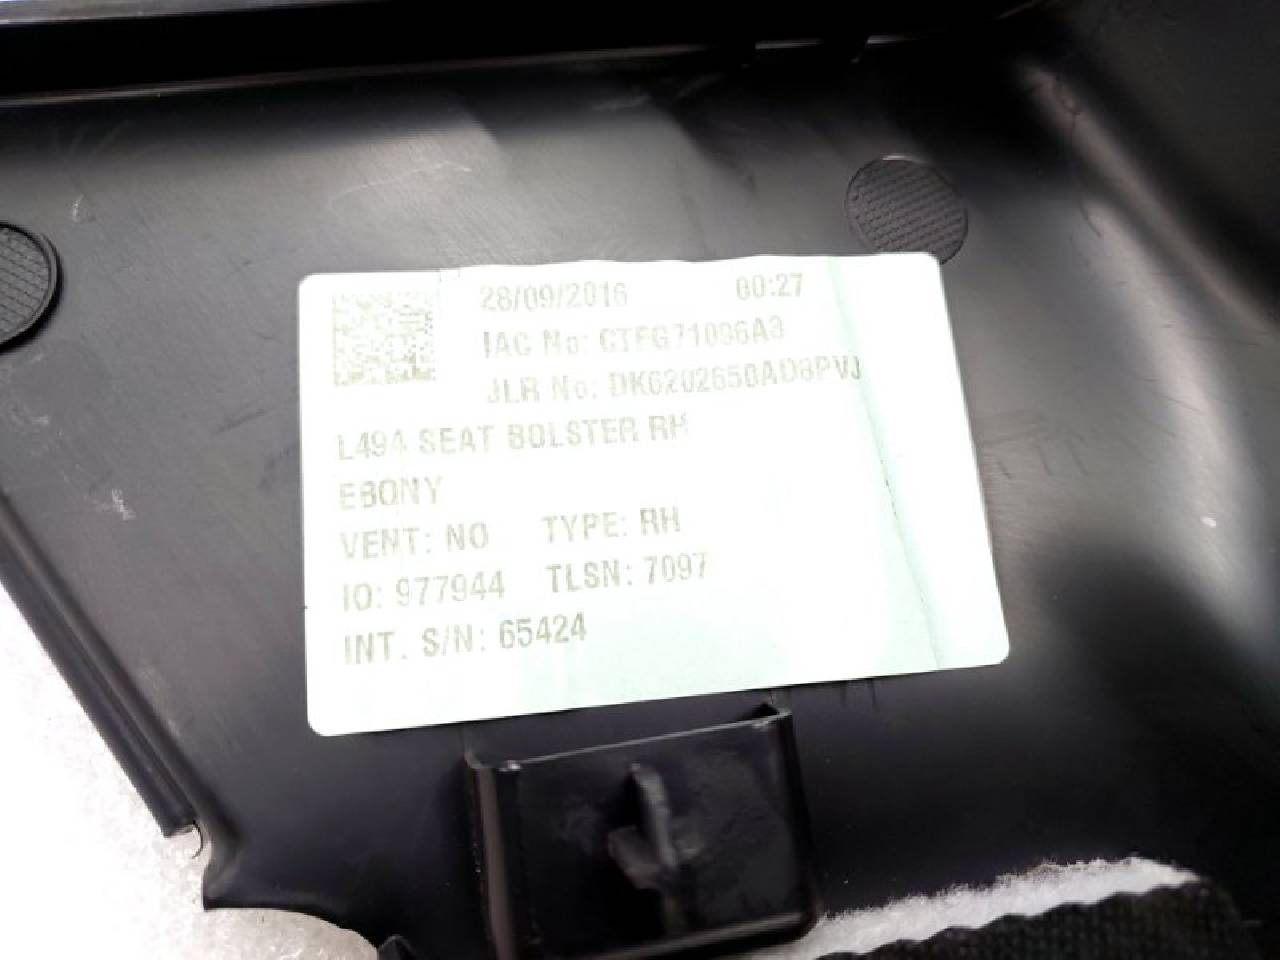 28/09/2016 00:27
IAC No: CTFG71096A3
JLR No: DK6202650AD8PVJ
L494 SEAT BOLSTER RH
EBONY
VENT: NO TYPE: RH
IO: 977944 TLSN: 7097
INT. S/N: 65424